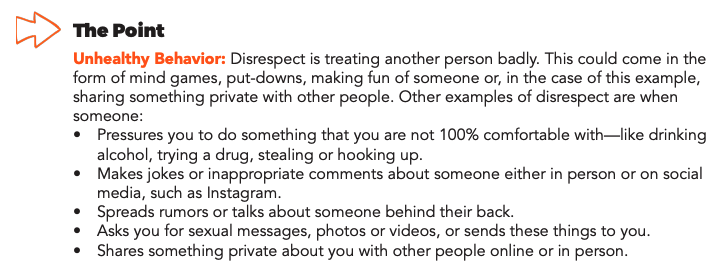 The Point
Unhealthy Behavior: Disrespect is treating another person badly. This could come in the
form of mind games, put-downs, making fun of someone or, in the case of this example,
sharing something private with other people. Other examples of disrespect are when
someone:
• Pressures you to do something that you are not 100% comfortable with—like drinking
alcohol, trying a drug, stealing or hooking up.
• Makes jokes or inappropriate comments about someone either in person or on social
media, such as Instagram.
• Spreads rumors or talks about someone behind their back.
• Asks you for sexual messages, photos or videos, or sends these things to you.
• Shares something private about you with other people online or in person.